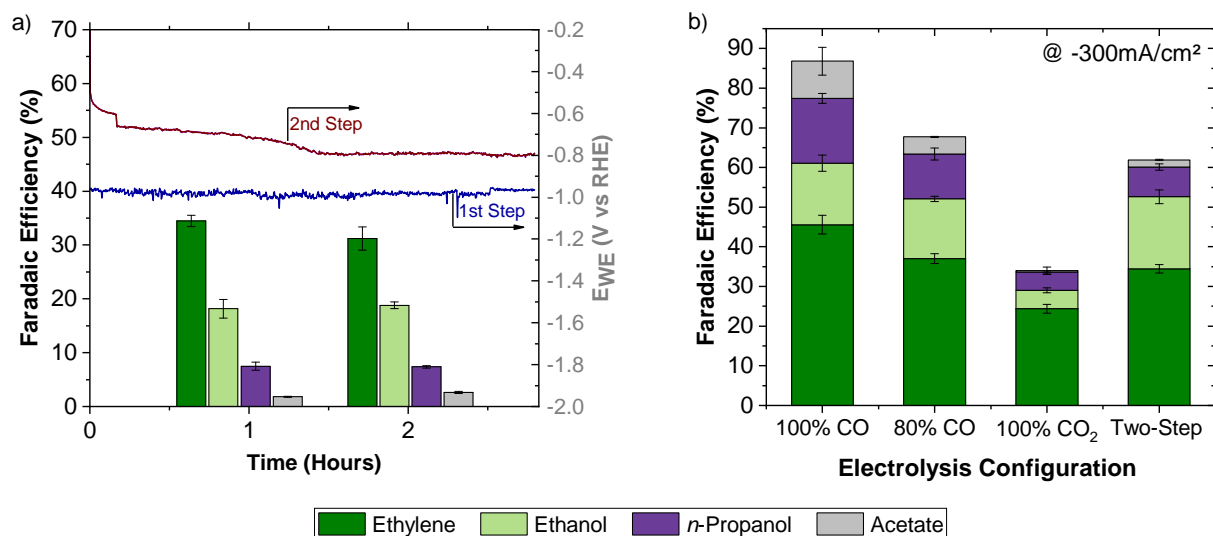 a)
70
60
50
40
30
20
10
0
Faradaic Efficiency (%)
-0.2
-0.4
-0.6
-0.8
-1.0
-1.2
-1.4
-1.6
-1.8
-2.0
E_WE (V vs RHE)
2nd Step
1st Step
0
1
2
Time (Hours)
b)
@ -300mA/cm²
90
80
70
60
50
40
30
20
10
0
Faradaic Efficiency (%)
100% CO
80% CO
100% CO₂
Two-Step
Electrolysis Configuration
Ethylene
Ethanol
n-Propanol
Acetate